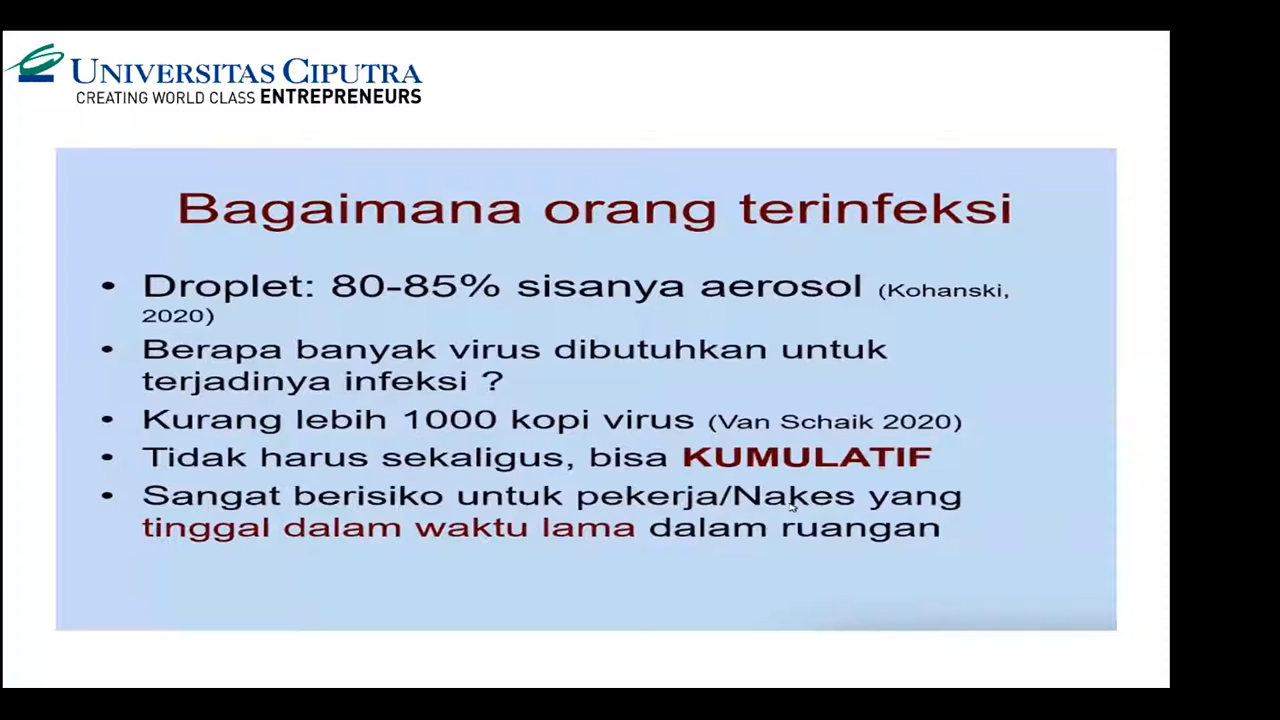 UNIVERSITAS CIPUTRA
CREATING WORLD CLASS ENTREPRENEURS
Bagaimana orang terinfeksi
• Droplet: 80-85% sisanya aerosol (Kohanski,
2020)
• Berapa banyak virus dibutuhkan untuk
terjadinya infeksi ?
• Kurang lebih 1000 kopi virus (Van Schaik 2020)
• Tidak harus sekaligus, bisa KUMULATIF
• Sangat berisiko untuk pekerja/Nakes yang
tinggal dalam waktu lama dalam ruangan